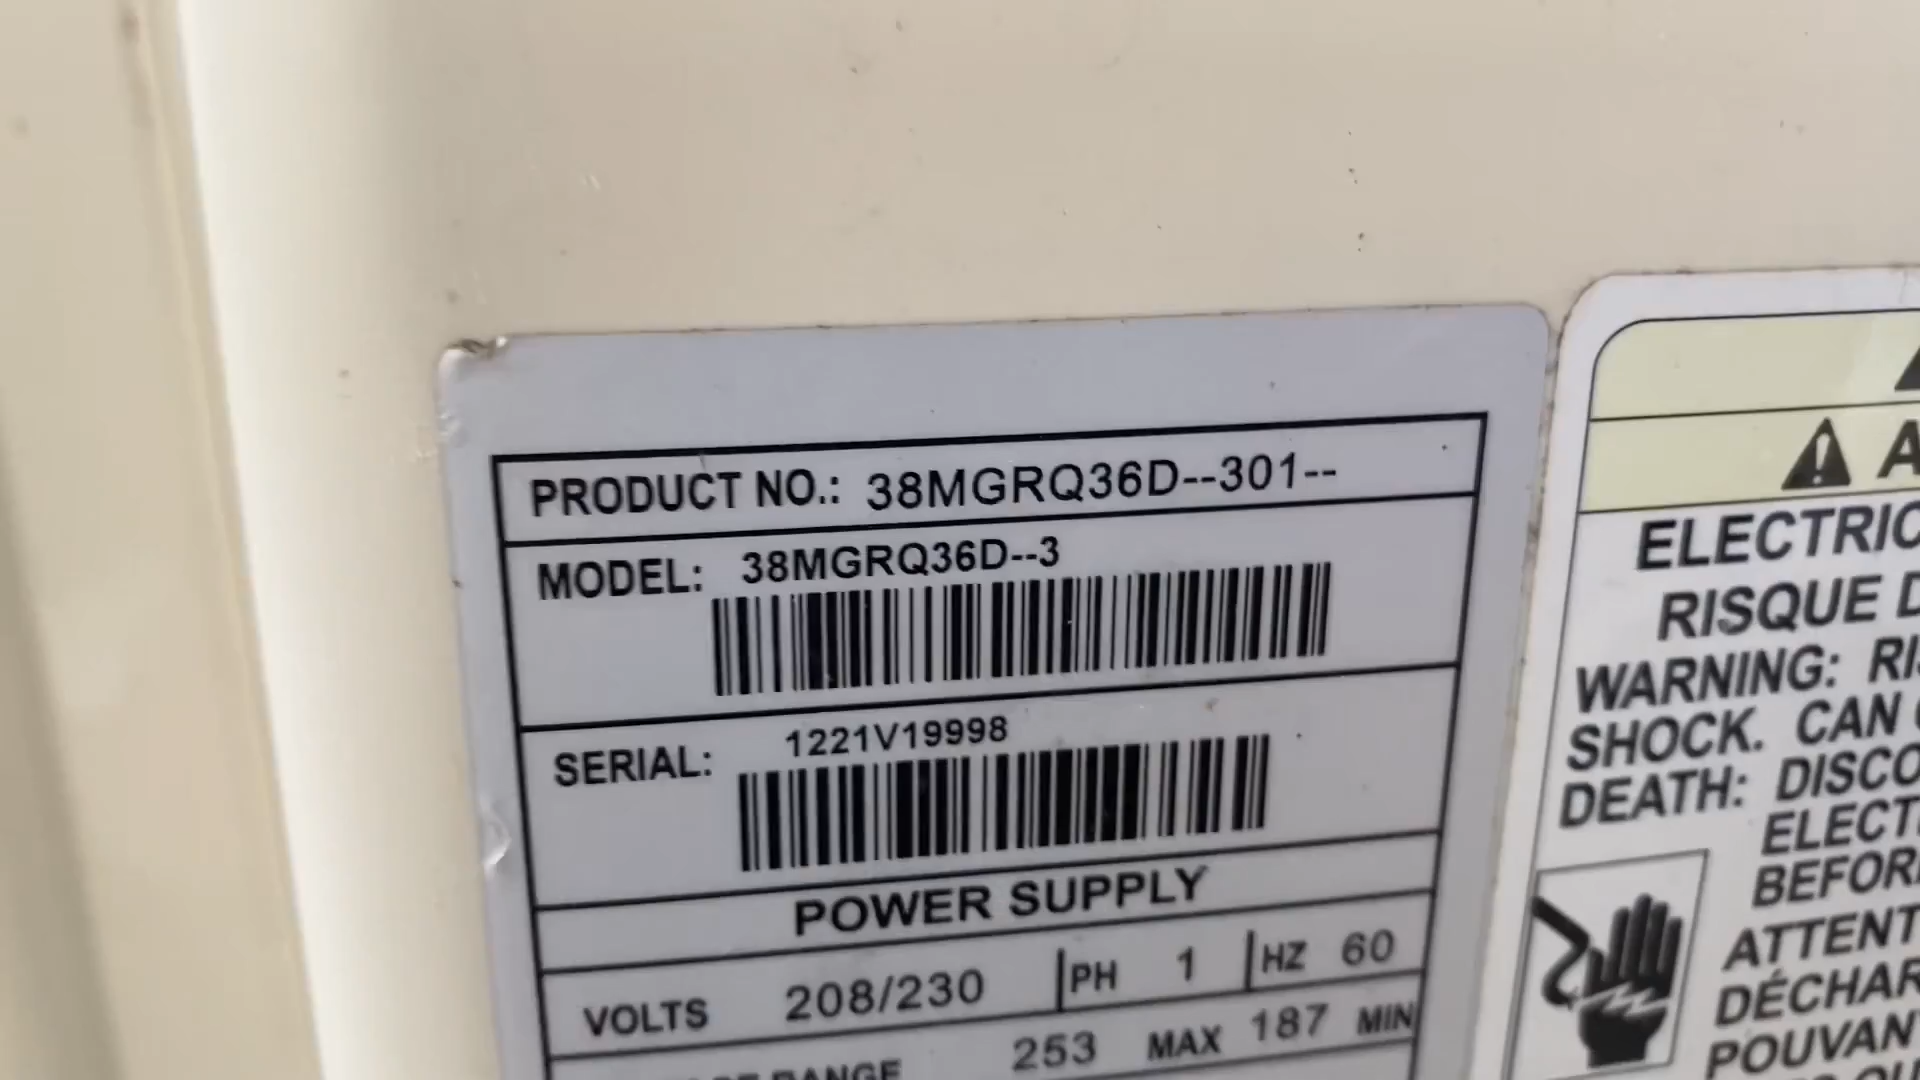 PRODUCT NO.: 38MGRQ36D--301--
MODEL: 38MGRQ36D--3
SERIAL: 1221V19998
POWER SUPPLY
VOLTS 208/230 PH 1 HZ 60
RANGE 253 MAX 187 MIN
A
ELECTRIC
RISQUE D
WARNING: RI
SHOCK. CAN
DEATH: DISCO
ELECT
BEFOR
ATTENT
DÉCHAR
POUVAN